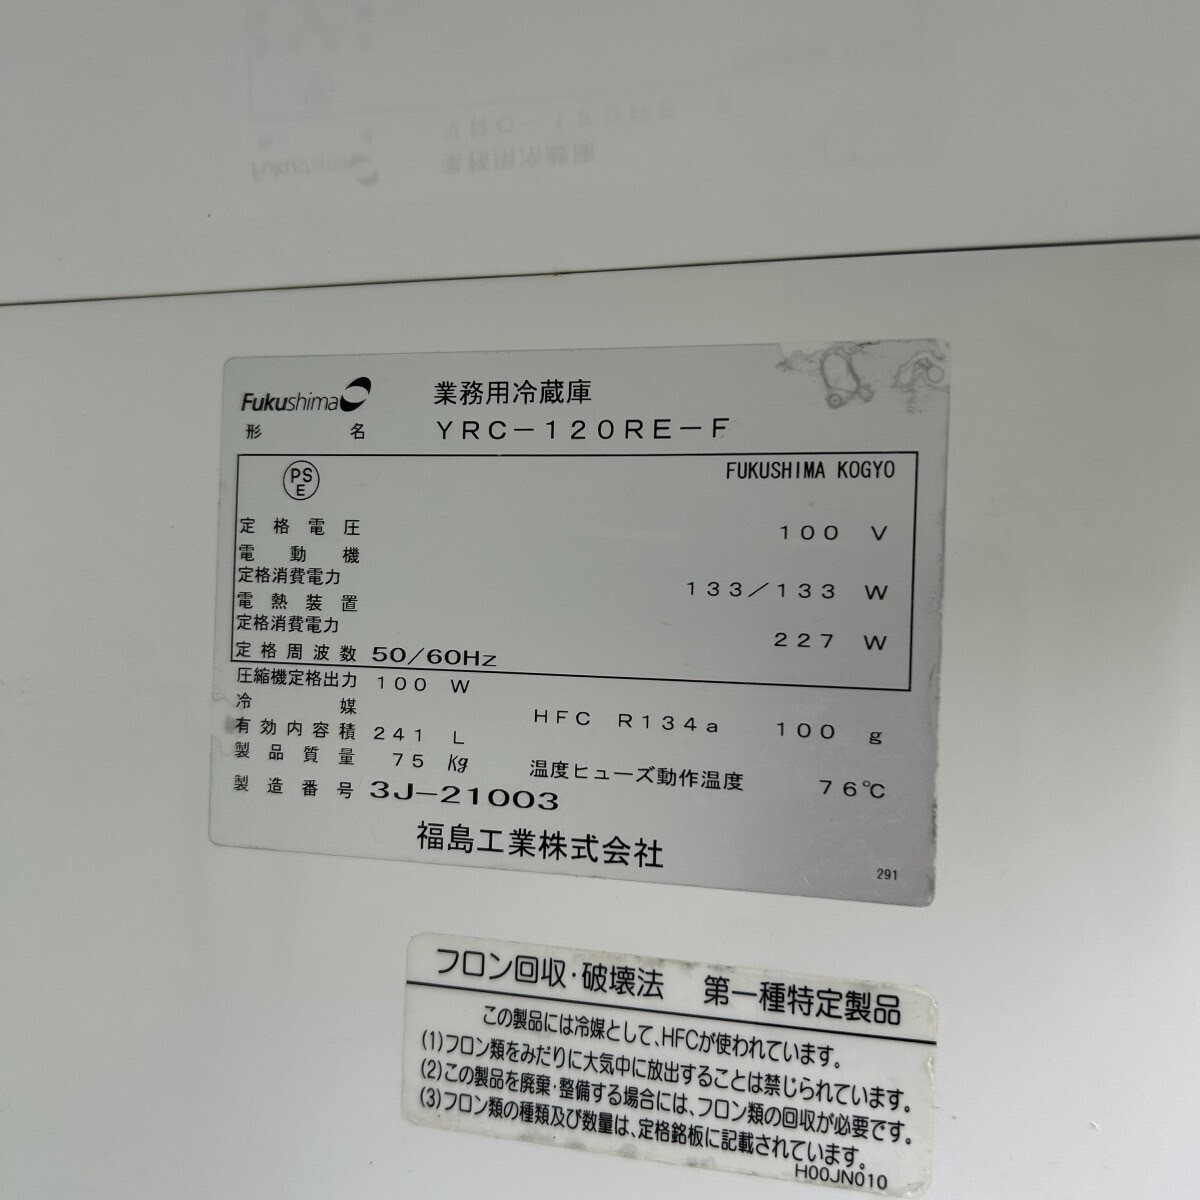 Fukushima 業務用冷蔵庫
形名 YRC-120RE-F
PSE FUKUSHIMA KOGYO
定格電圧 100 V
電動機
定格消費電力 133/133 W
電熱装置
定格消費電力 227 W
定格周波数 50/60Hz
圧縮機定格出力 100 W
冷媒 HFC R134a 100 g
有効内容積 241 L
製品質量 75 Kg 温度ヒューズ動作温度 76℃
製造番号 3J-21003
福島工業株式会社
291
フロン回収・破壊法 第一種特定製品
この製品には冷媒として、HFCが使われています。
(1)フロン類をみだりに大気中に放出することは禁じられています。
(2)この製品を廃棄・整備する場合には、フロン類の回収が必要です。
(3)フロン類の種類及び数量は、定格銘板に記載されています。
H00JN010